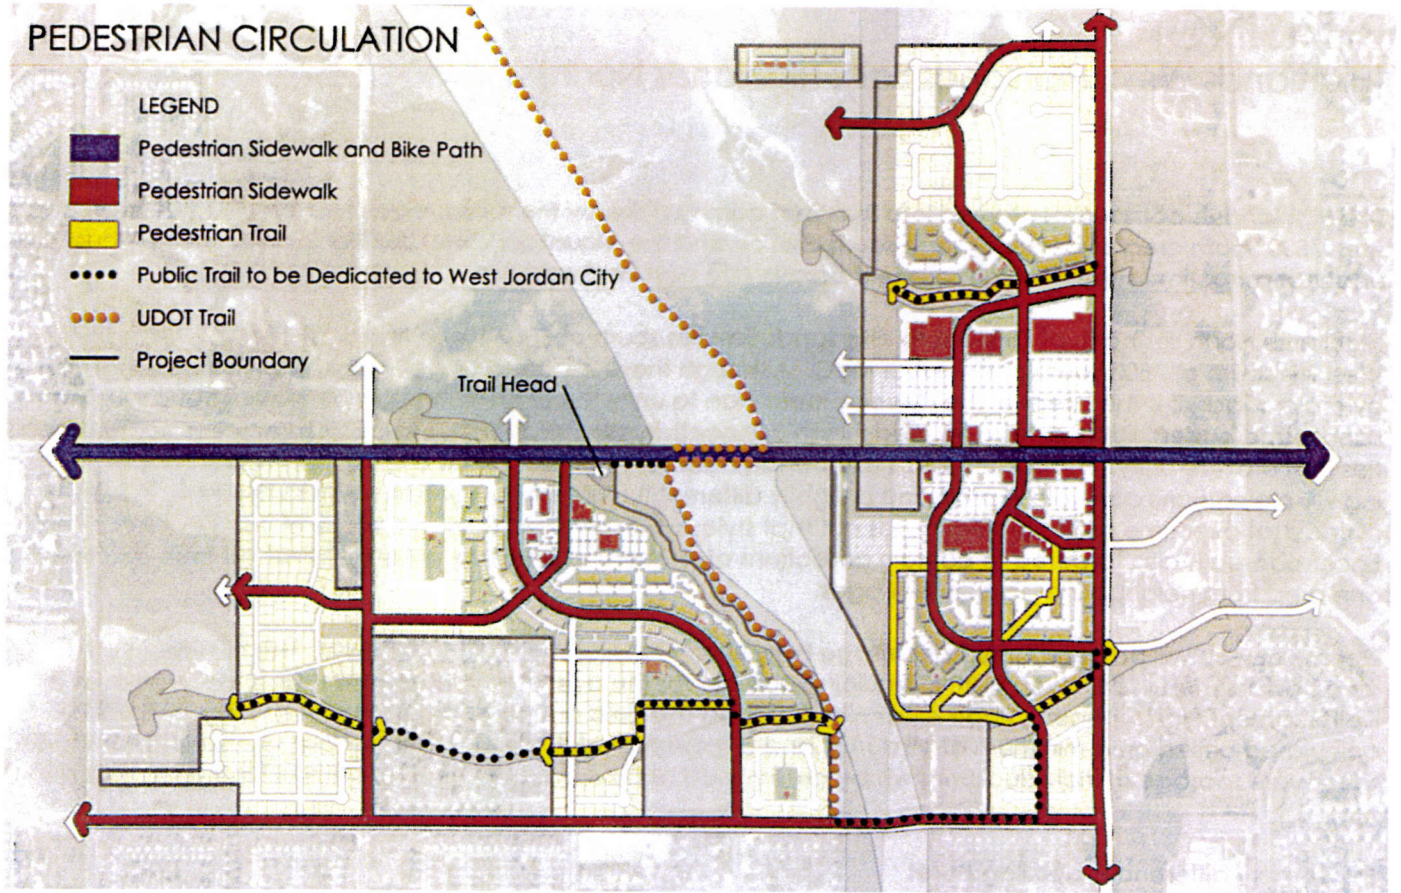 PEDESTRIAN CIRCULATION
LEGEND
Pedestrian Sidewalk and Bike Path
Pedestrian Sidewalk
Pedestrian Trail
Public Trail to be Dedicated to West Jordan City
UDOT Trail
Project Boundary
Trail Head